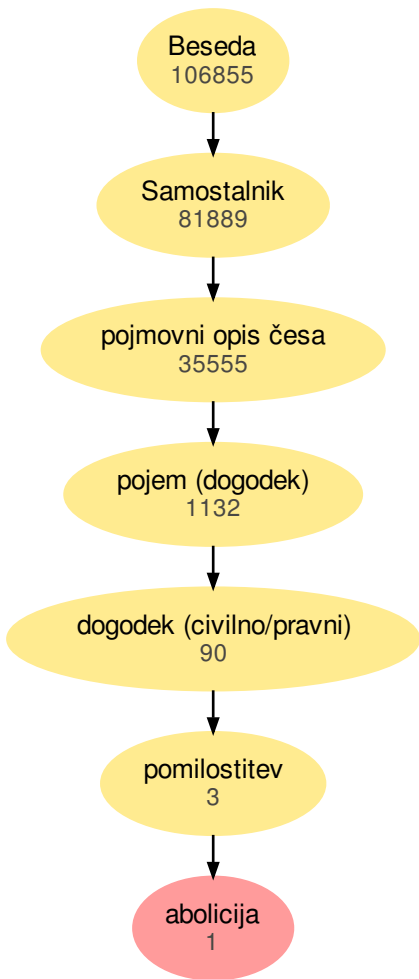 Beseda
106855
Samostalnik
81889
pojmovni opis česa
35555
pojem (dogodek)
1132
dogodek (civilno/pravni)
90
pomilostitev
3
abolicija
1